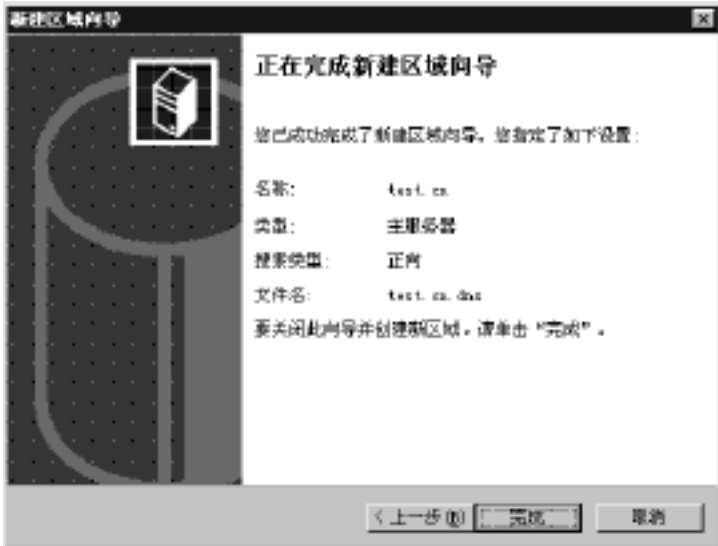 新建区域向导
正在完成新建区域向导
您已成功完成了新建区域向导。您指定了如下设置:
名称: test.cn
类型: 主服务器
搜索类型: 正向
文件名: test.cn.dns
要关闭此向导并创建新区域,请单击“完成”。
<上一步(B) 完成 取消